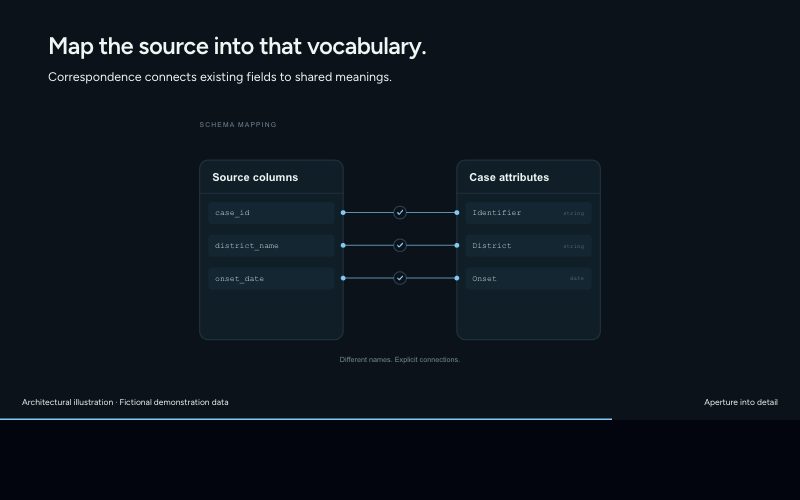 Map the source into that vocabulary.
Correspondence connects existing fields to shared meanings.
SCHEMA MAPPING
Source columns
case_id
district_name
onset_date
Case attributes
Identifier string
District string
Onset date
Different names. Explicit connections.
Architectural illustration · Fictional demonstration data
Aperture into detail